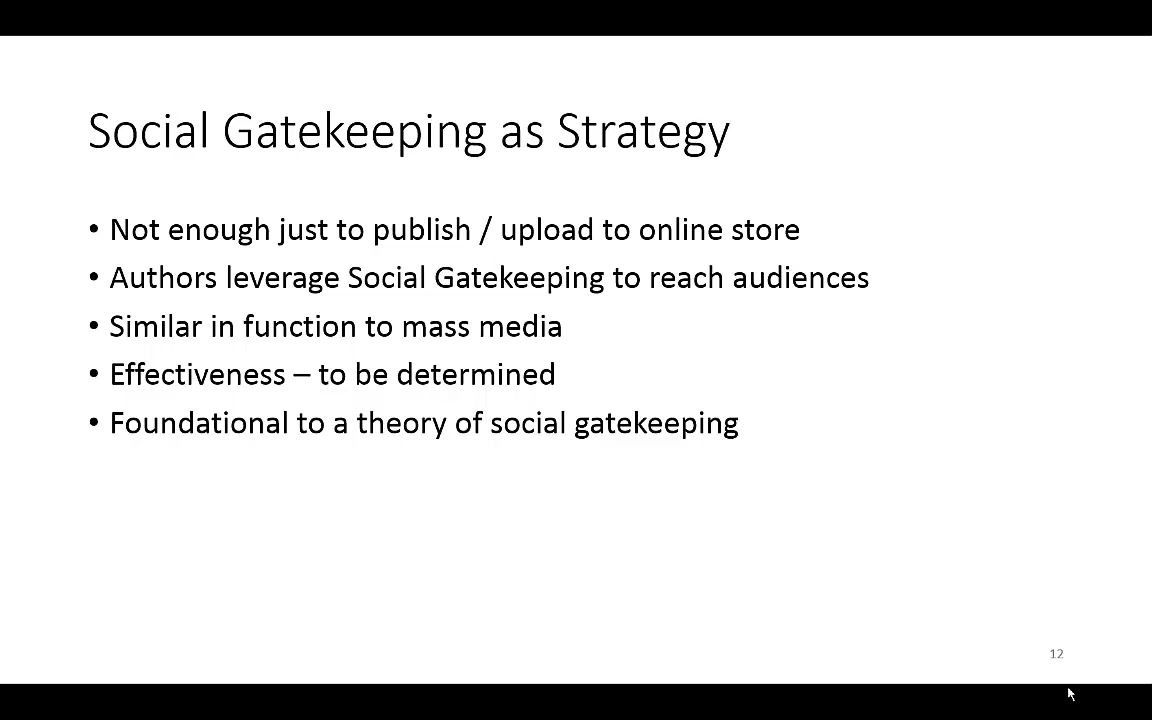 Social Gatekeeping as Strategy
• Not enough just to publish / upload to online store
• Authors leverage Social Gatekeeping to reach audiences
• Similar in function to mass media
• Effectiveness – to be determined
• Foundational to a theory of social gatekeeping
12